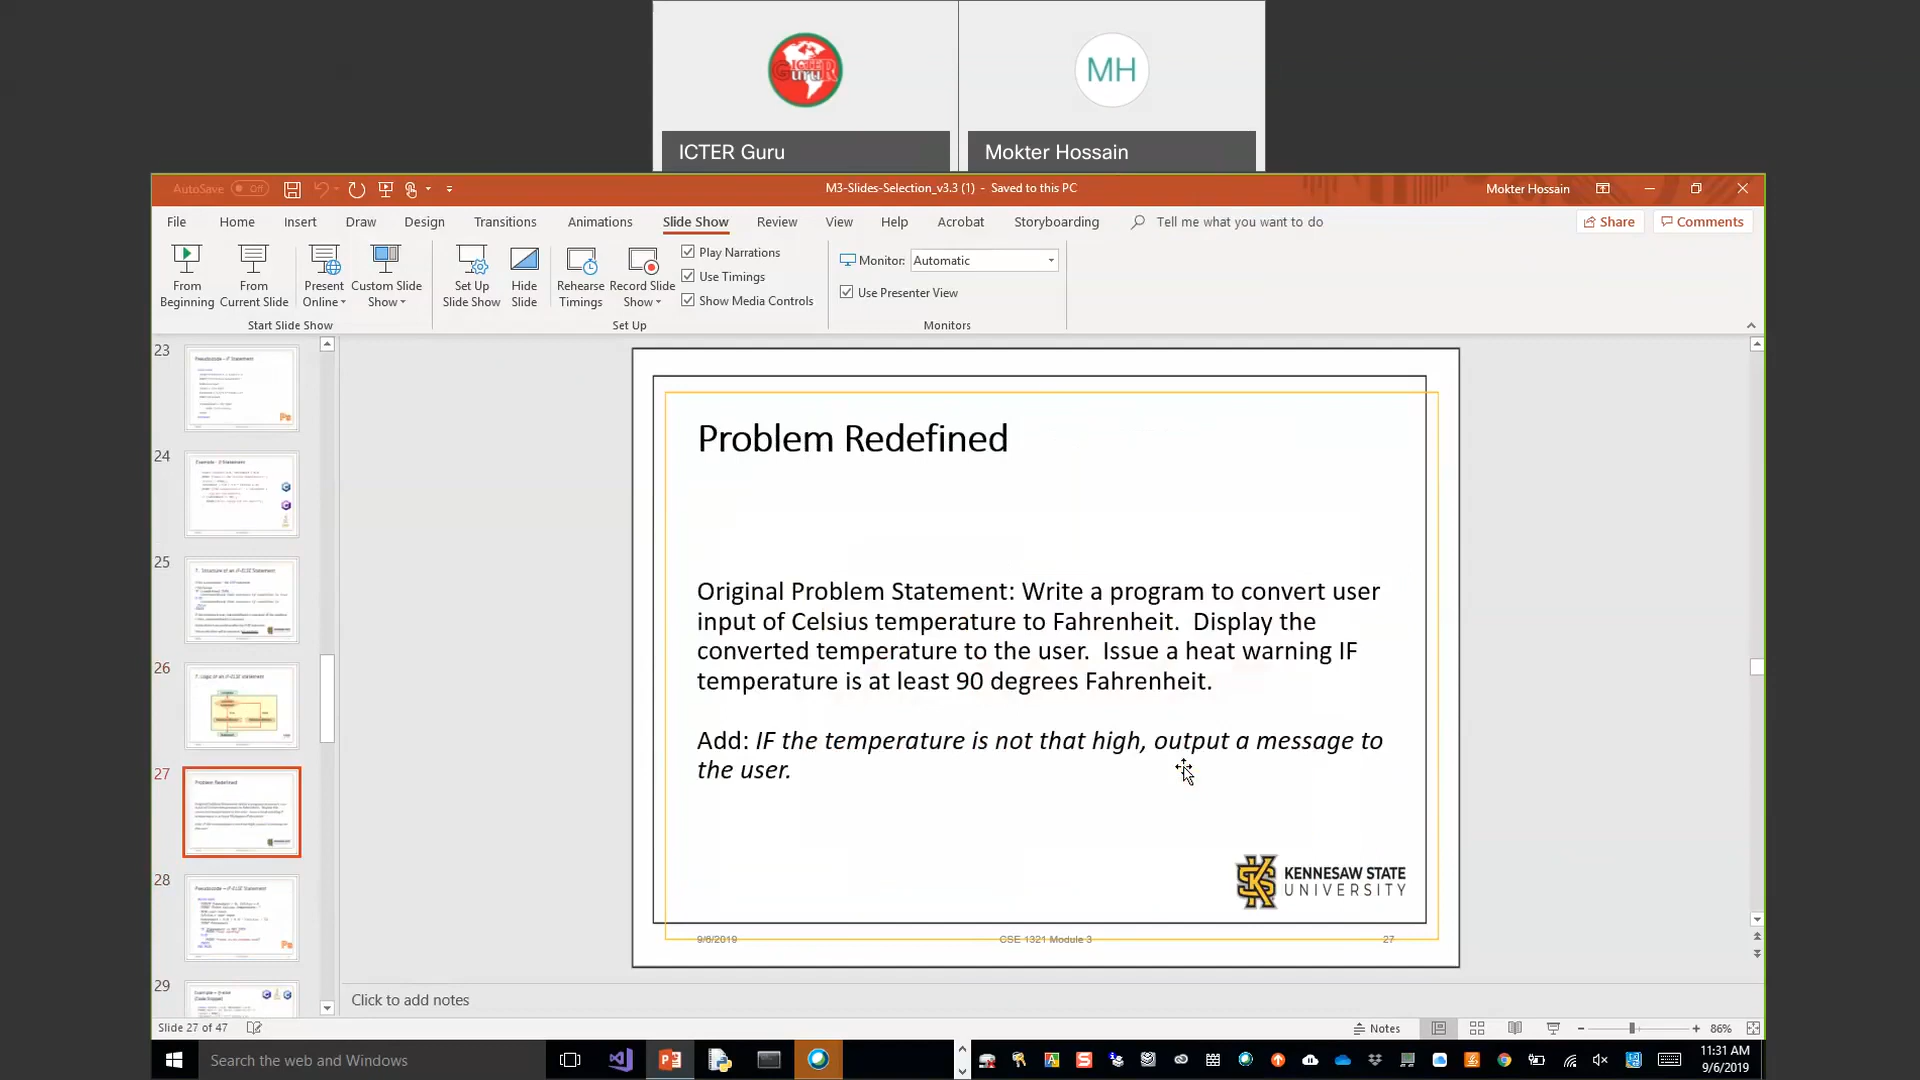 MH
ICTER Guru
Mokter Hossain
AutoSave Off
M3-Slides-Selection_v3.3 (1) - Saved to this PC
Mokter Hossain
File Home Insert Draw Design Transitions Animations Slide Show Review View Help Acrobat Storyboarding Tell me what you want to do
Share Comments
From Beginning
From Current Slide
Present Online
Custom Slide Show
Set Up Slide Show
Hide Slide
Rehearse Timings
Record Slide Show
Play Narrations
Use Timings
Show Media Controls
Monitor: Automatic
Use Presenter View
Start Slide Show
Set Up
Monitors
23
24
25
26
27
Problem Redefined
28
29
Problem Redefined
Original Problem Statement: Write a program to convert user
input of Celsius temperature to Fahrenheit. Display the
converted temperature to the user. Issue a heat warning IF
temperature is at least 90 degrees Fahrenheit.
Add: IF the temperature is not that high, output a message to
the user.
KENNESAW STATE
UNIVERSITY
9/6/2019
CSE 1321 Module 3
27
Click to add notes
Slide 27 of 47
Notes
86%
Search the web and Windows
11:31 AM
9/6/2019